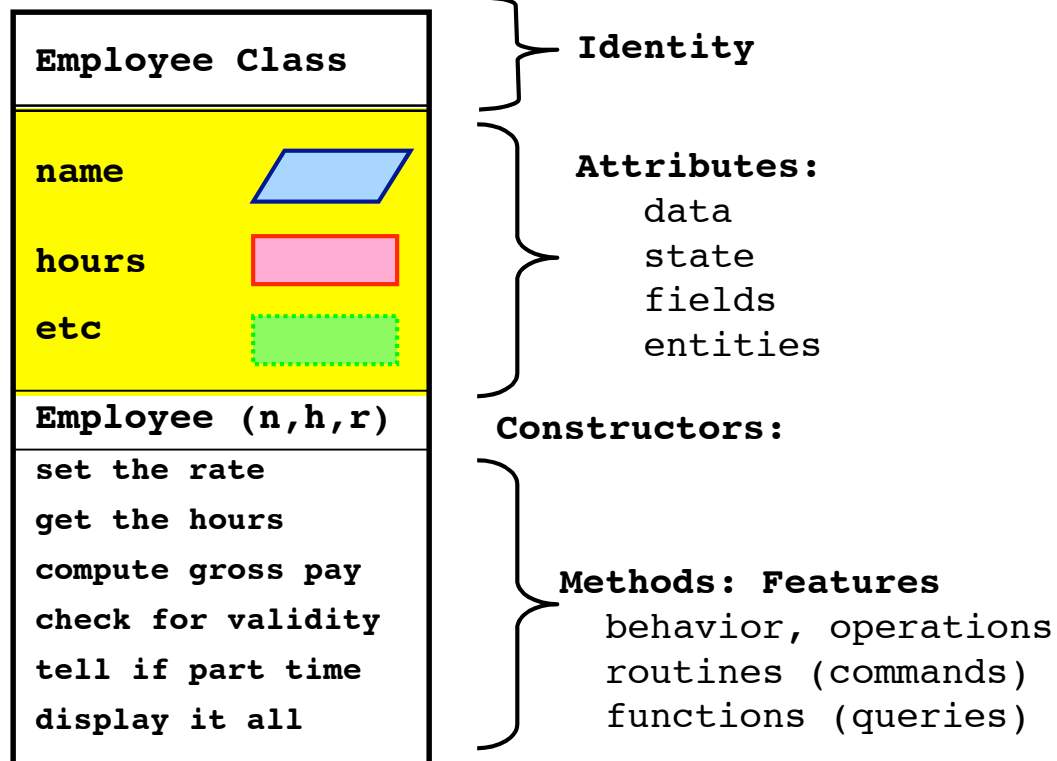 Employee Class
Identity
name
hours
etc
Attributes:
data
state
fields
entities
Employee (n,h,r)
Constructors:
set the rate
get the hours
compute gross pay
check for validity
tell if part time
display it all
Methods: Features
behavior, operations
routines (commands)
functions (queries)